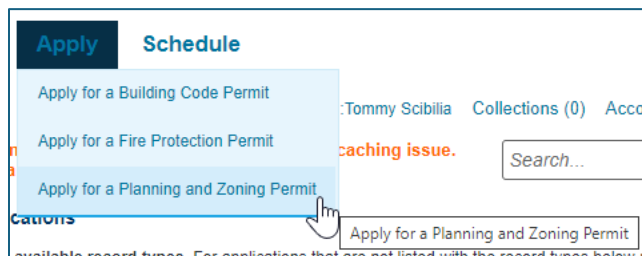 Apply Schedule
Apply for a Building Code Permit
:Tommy Scibilia Collections (0) Acco
Apply for a Fire Protection Permit
caching issue.
Search...
Apply for a Planning and Zoning Permit
cations
Apply for a Planning and Zoning Permit
available record types. For applications that are not listed with the record types below